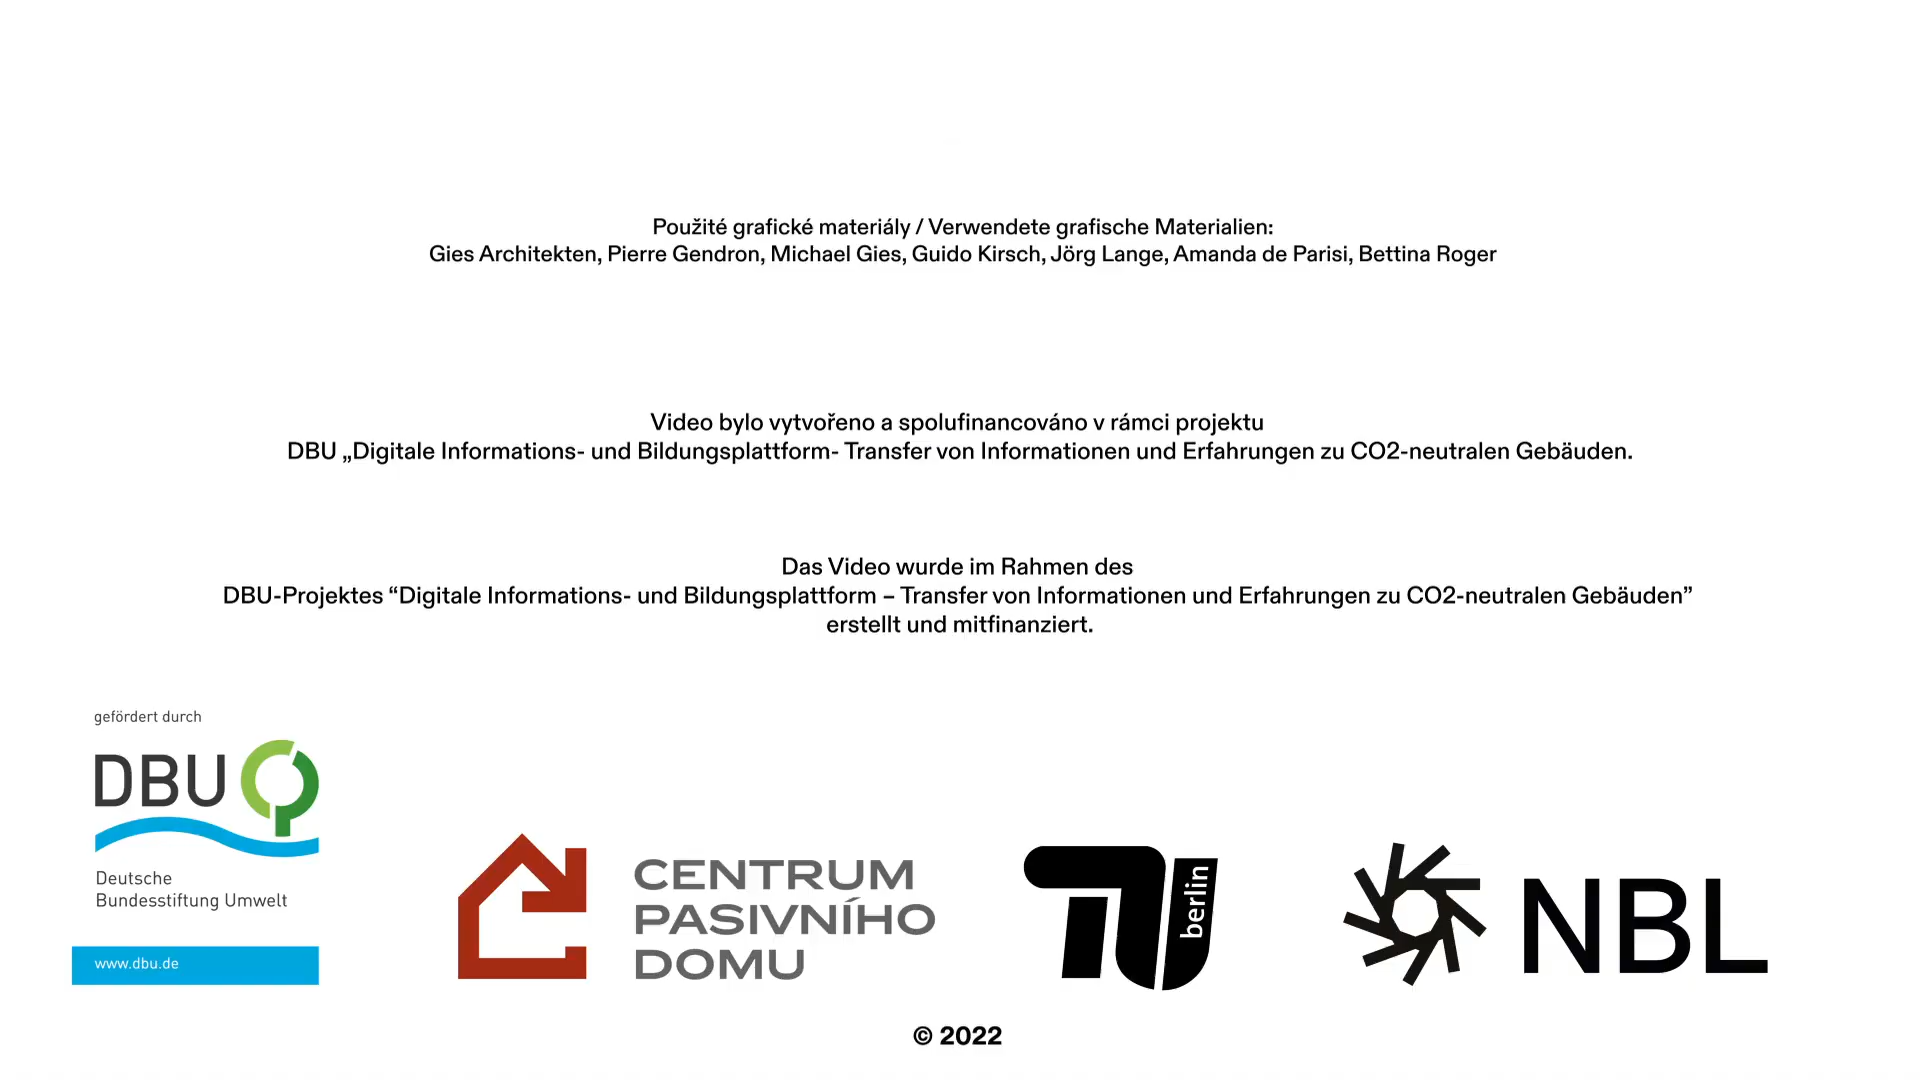 Použité grafické materiály / Verwendete grafische Materialien:
Gies Architekten, Pierre Gendron, Michael Gies, Guido Kirsch, Jörg Lange, Amanda de Parisi, Bettina Roger
Video bylo vytvořeno a spolufinancováno v rámci projektu
DBU „Digitale Informations- und Bildungsplattform- Transfer von Informationen und Erfahrungen zu CO2-neutralen Gebäuden.
Das Video wurde im Rahmen des
DBU-Projektes “Digitale Informations- und Bildungsplattform – Transfer von Informationen und Erfahrungen zu CO2-neutralen Gebäuden”
erstellt und mitfinanziert.
gefördert durch
DBU
Deutsche
Bundesstiftung Umwelt
www.dbu.de
CENTRUM
PASIVNÍHO
DOMU
TU
berlin
NBL
© 2022